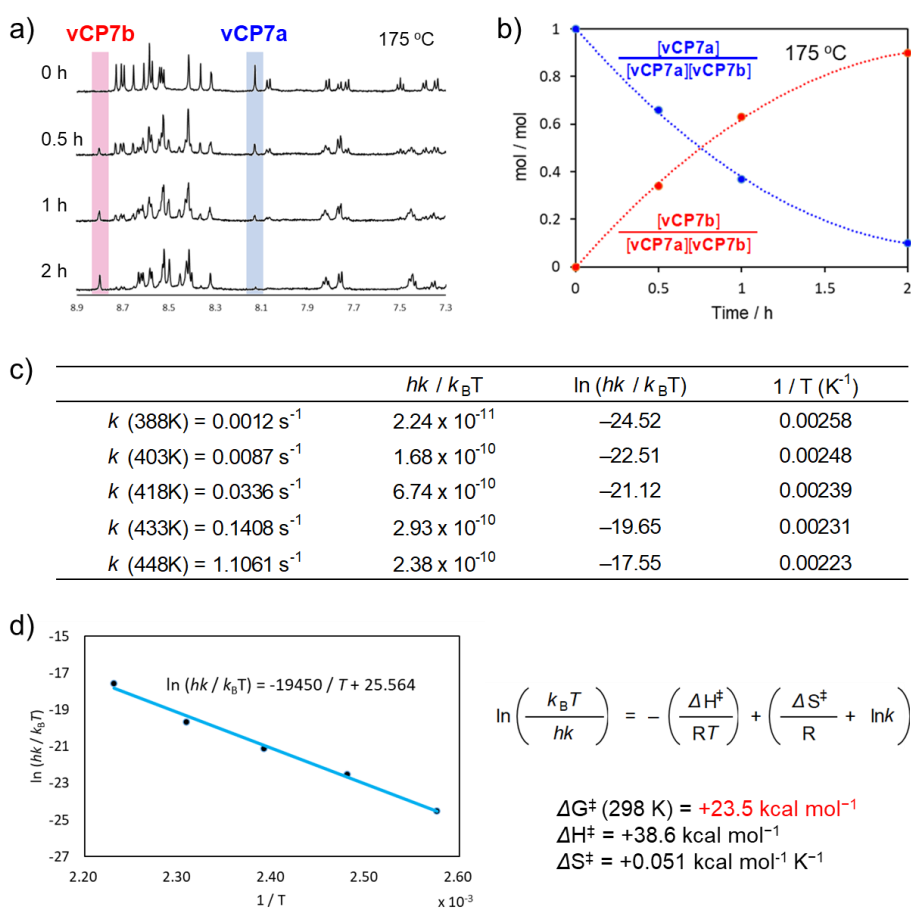 a)
vCP7b
vCP7a
175 °C
0 h
0.5 h
1 h
2 h
8.9 8.7 8.5 8.3 8.1 7.9 7.7 7.5 7.3
b)
[vCP7a]
[vCP7a][vCP7b]
175 °C
[vCP7b]
[vCP7a][vCP7b]
mol / mol
1
0.8
0.6
0.4
0.2
0
0 0.5 1 1.5 2
Time / h
c)
hk / kBT ln (hk / kBT) 1 / T (K-1)
k (388K) = 0.0012 s-1 2.24 x 10-11 –24.52 0.00258
k (403K) = 0.0087 s-1 1.68 x 10-10 –22.51 0.00248
k (418K) = 0.0336 s-1 6.74 x 10-10 –21.12 0.00239
k (433K) = 0.1408 s-1 2.93 x 10-10 –19.65 0.00231
k (448K) = 1.1061 s-1 2.38 x 10-10 –17.55 0.00223
d)
-15
-17
-19
-21
-23
-25
-27
ln (hk / kBT)
ln (hk / kBT) = -19450 / T + 25.564
2.20 2.30 2.40 2.50 2.60
1 / T
x 10-3
ln ( kBT / hk ) = – ( ΔH‡ / RT ) + ( ΔS‡ / R + lnk )
ΔG‡ (298 K) = +23.5 kcal mol−1
ΔH‡ = +38.6 kcal mol−1
ΔS‡ = +0.051 kcal mol-1 K−1